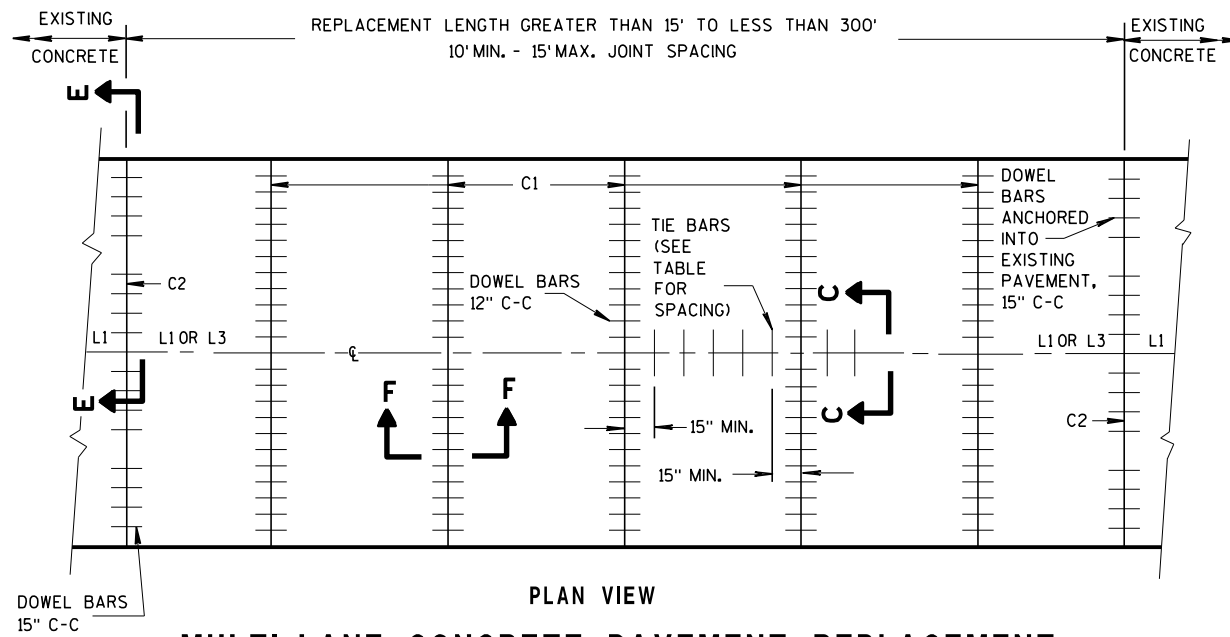 EXISTING
CONCRETE
REPLACEMENT LENGTH GREATER THAN 15' TO LESS THAN 300'
10' MIN. - 15' MAX. JOINT SPACING
EXISTING
CONCRETE
E
C1
DOWEL
BARS
ANCHORED
INTO
EXISTING
PAVEMENT,
15" C-C
TIE BARS
(SEE
TABLE
FOR
SPACING)
DOWEL BARS
12" C-C
C2
C
L1
L1 OR L3
℄
L1 OR L3
L1
E
F
F
C
C2
15" MIN.
15" MIN.
DOWEL BARS
15" C-C
PLAN VIEW
MULTI-LANE CONCRETE PAVEMENT REPLACEMENT